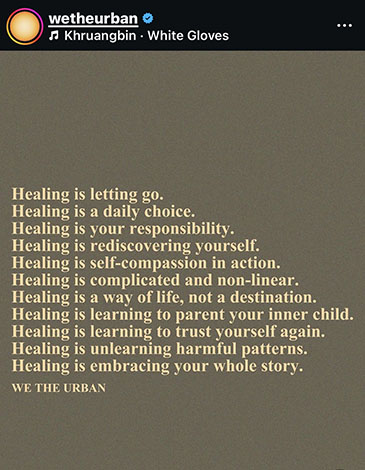 wetheurban
Khruangbin · White Gloves
Healing is letting go.
Healing is a daily choice.
Healing is your responsibility.
Healing is rediscovering yourself.
Healing is self-compassion in action.
Healing is complicated and non-linear.
Healing is a way of life, not a destination.
Healing is learning to parent your inner child.
Healing is learning to trust yourself again.
Healing is unlearning harmful patterns.
Healing is embracing your whole story.
WE THE URBAN